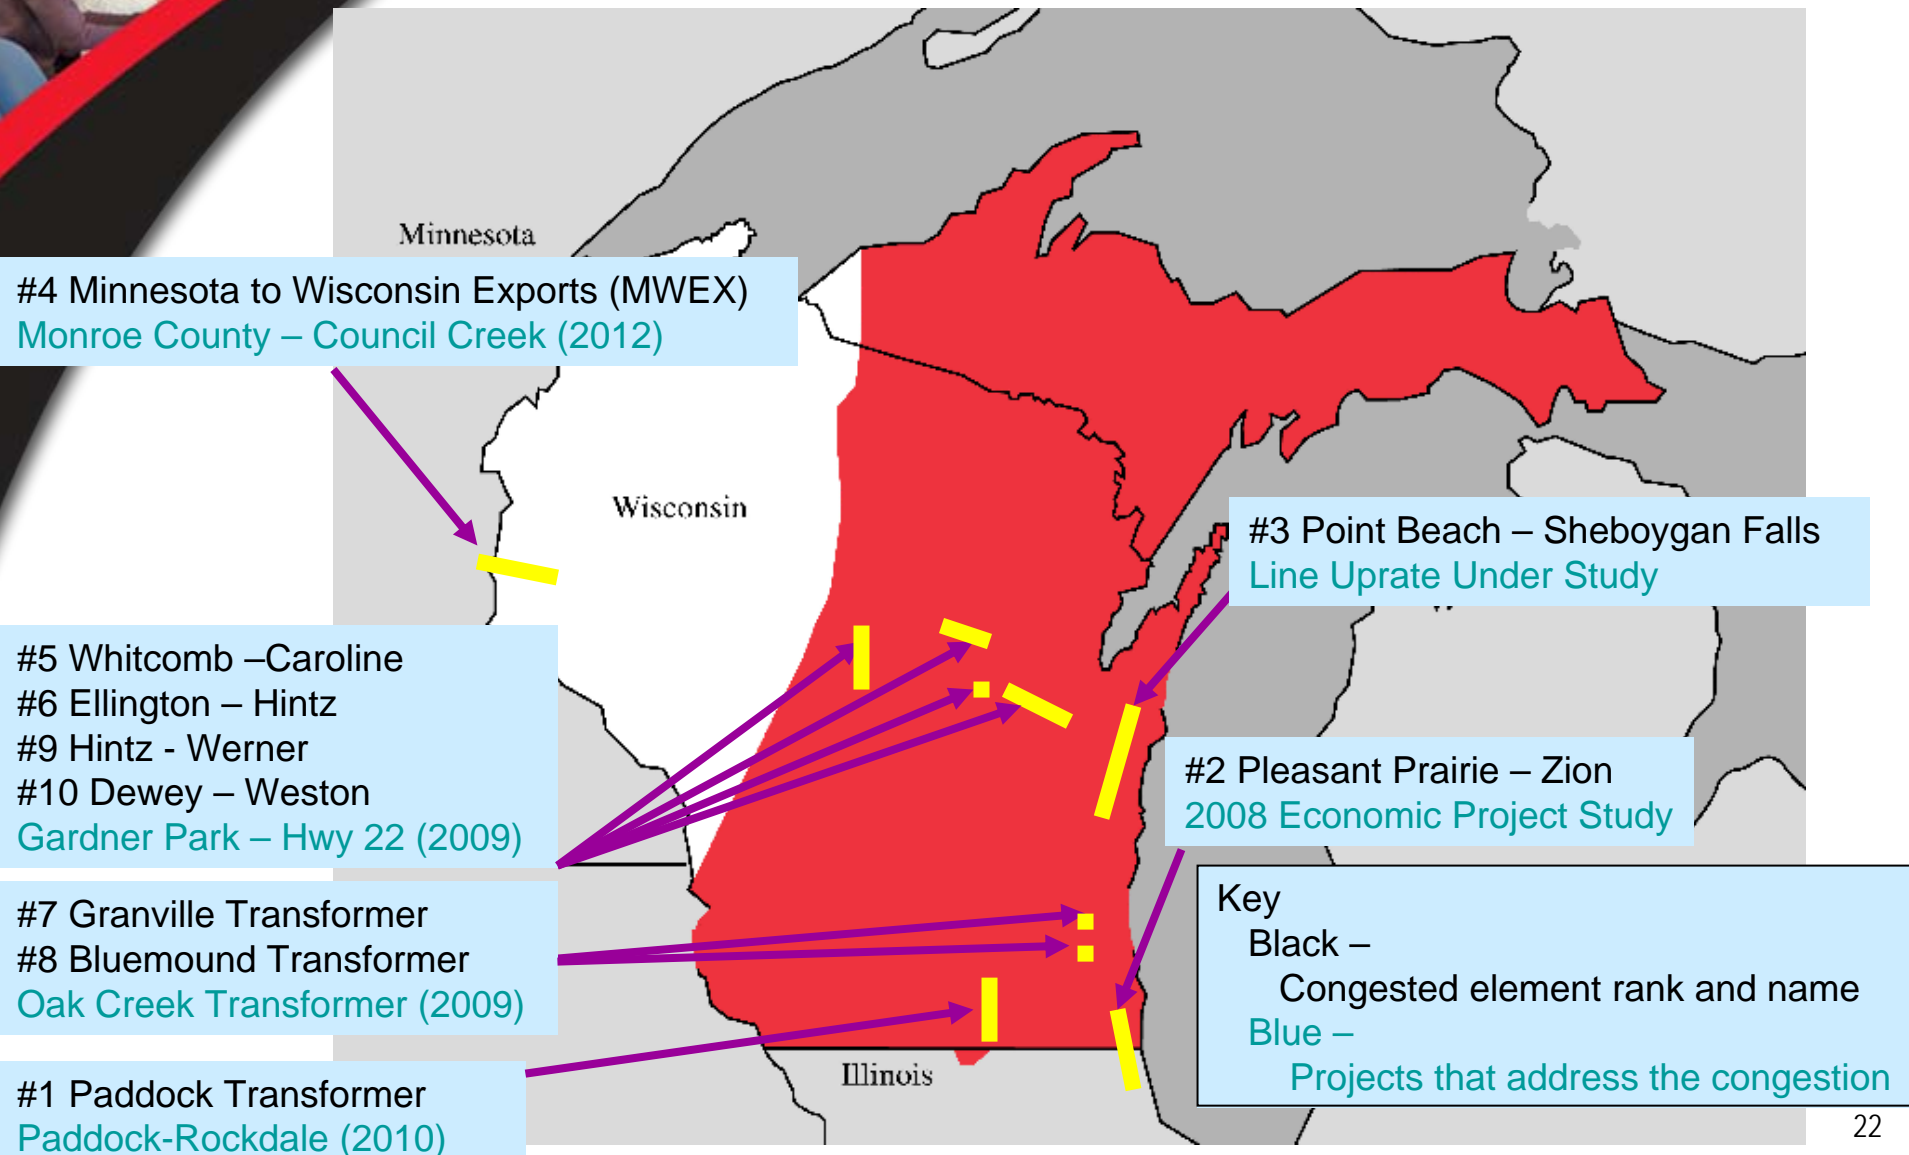 Minnesota
#4 Minnesota to Wisconsin Exports (MWEX)
Monroe County – Council Creek (2012)
Wisconsin
#3 Point Beach – Sheboygan Falls
Line Uprate Under Study
#5 Whitcomb –Caroline
#6 Ellington – Hintz
#9 Hintz - Werner
#10 Dewey – Weston
Gardner Park – Hwy 22 (2009)
#2 Pleasant Prairie – Zion
2008 Economic Project Study
#7 Granville Transformer
#8 Bluemound Transformer
Oak Creek Transformer (2009)
Key
Black –
Congested element rank and name
Blue –
Projects that address the congestion
Illinois
#1 Paddock Transformer
Paddock-Rockdale (2010)
22